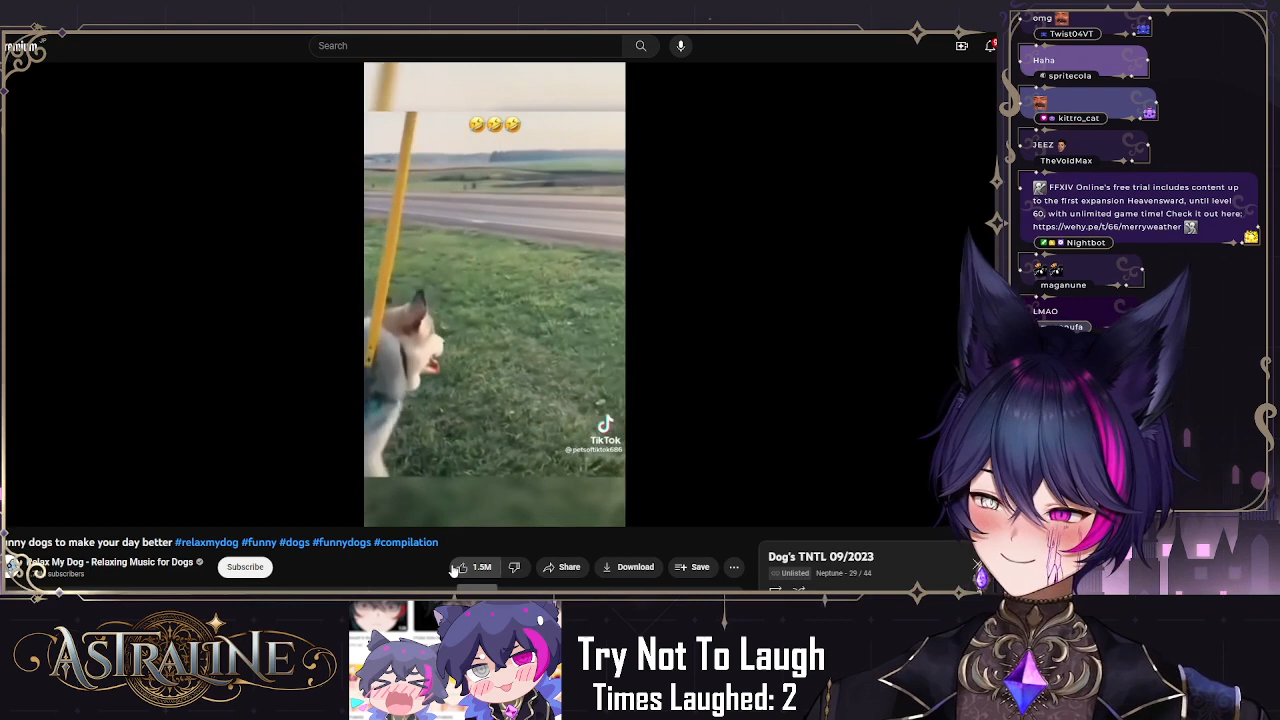 Search
🤣🤣🤣
TikTok
@petsoftiktok686
nny dogs to make your day better #relaxmydog #funny #dogs #funnydogs #compilation
Relax My Dog - Relaxing Music for Dogs
subscribers
Subscribe
1.5M
Share
Download
Save
Dog's TNTL 09/2023
Unlisted
Neptune - 29 / 44
omg
Twist04VT
Haha
spritecola
kittro_cat
JEEZ
TheVoidMax
FFXIV Online's free trial includes content up
to the first expansion Heavensward, until level
60, with unlimited game time! Check it out here:
https://wehy.pe/t/66/merryweather
Nightbot
maganune
LMAO
ASTRALINE
Try Not To Laugh
Times Laughed: 2